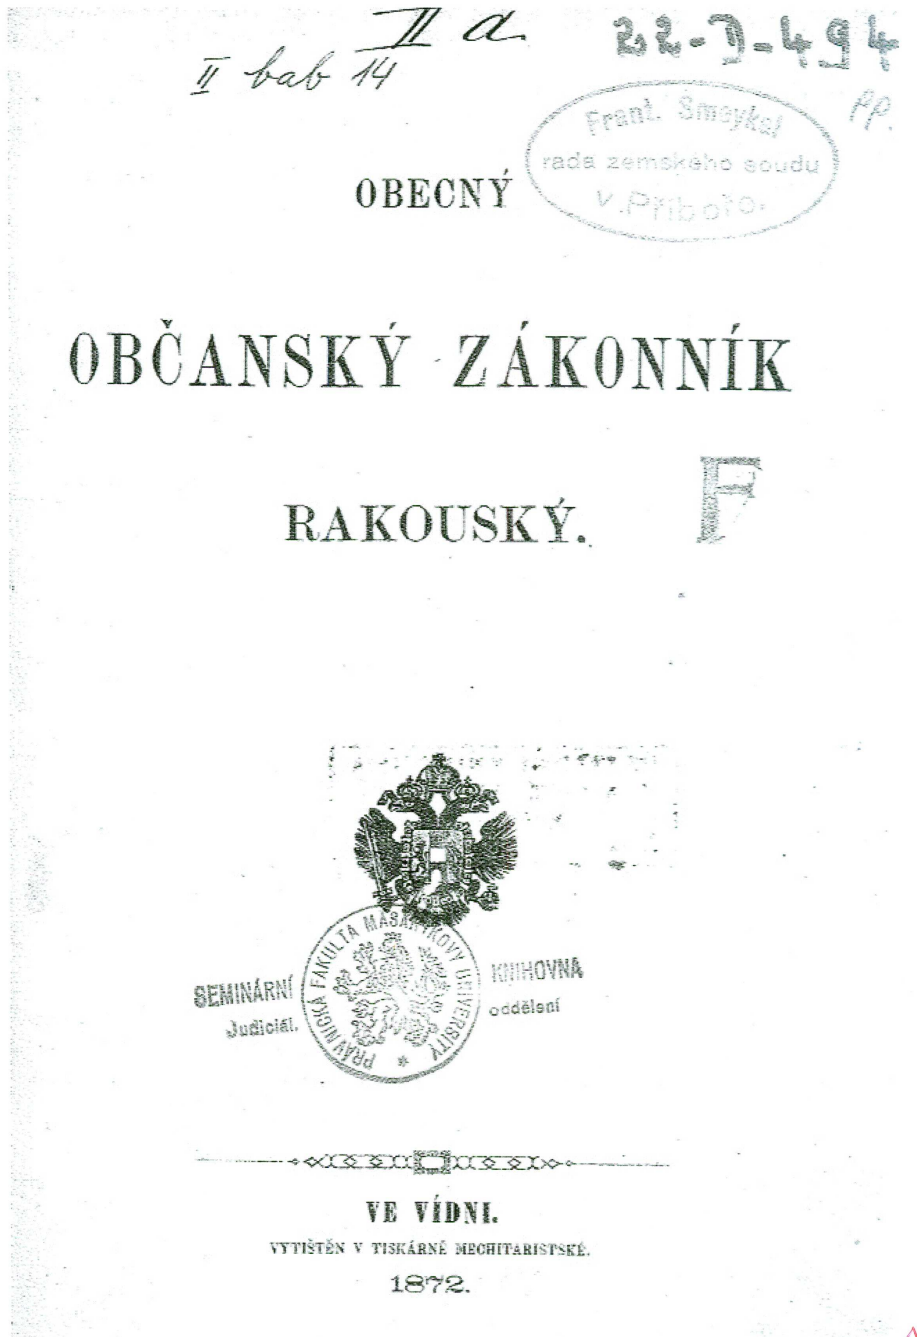 II a.
22-D-494
II bab 14
PP.
Frant. Smeykal
rada zemského soudu
v Příboře.
OBECNÝ
OBČANSKÝ ZÁKONNÍK
RAKOUSKÝ.
F
PRÁVNICKÁ FAKULTA MASARYKOVY UNIVERSITY
SEMINÁRNÍ KNIHOVNA
Judiciál. oddělení
VE VÍDNI.
VYTIŠTĚN V TISKÁRNĚ MECHITARISTSKÉ.
1872.